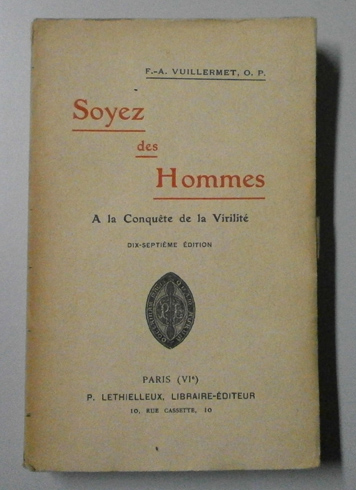 F.-A. VUILLERMET, O. P.
Soyez
des
Hommes
A la Conquête de la Virilité
DIX-SEPTIÈME ÉDITION
PARIS (VIᵉ)
P. LETHIELLEUX, LIBRAIRE-ÉDITEUR
10, RUE CASSETTE, 10